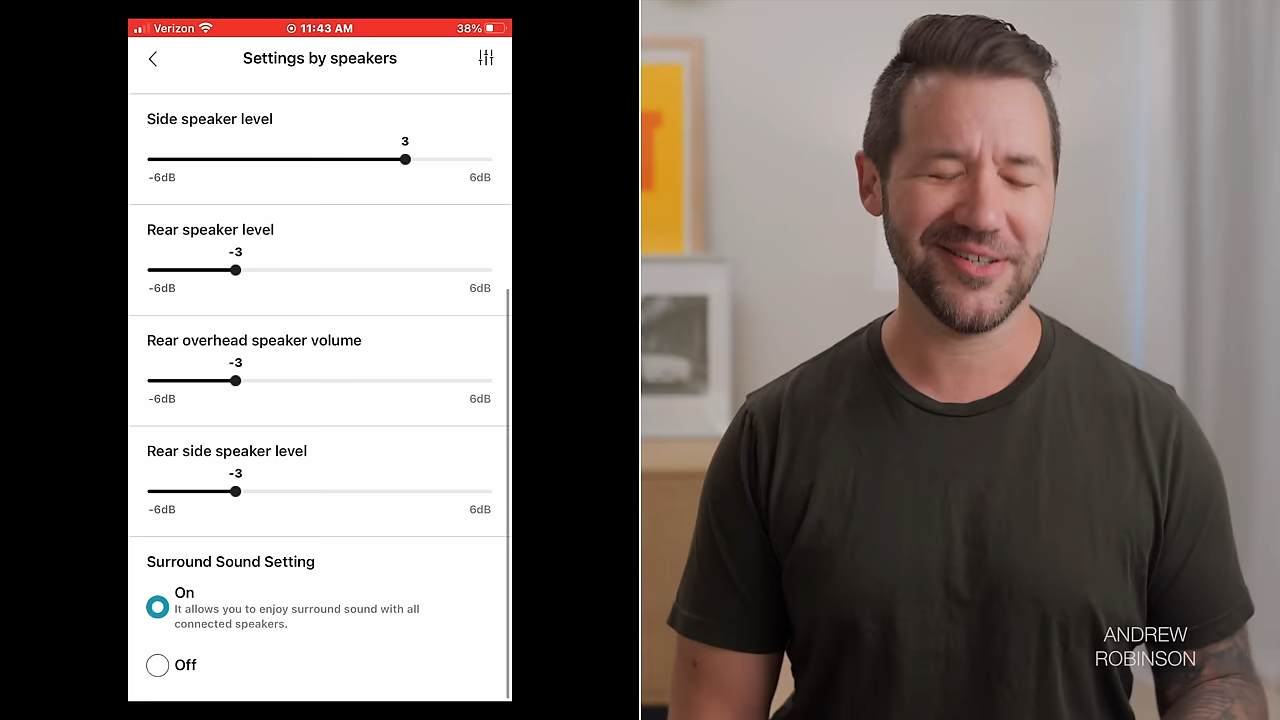 Verizon
11:43 AM
38%
Settings by speakers
Side speaker level
3
-6dB
6dB
Rear speaker level
-3
-6dB
6dB
Rear overhead speaker volume
-3
-6dB
6dB
Rear side speaker level
-3
-6dB
6dB
Surround Sound Setting
On
It allows you to enjoy surround sound with all
connected speakers.
Off
ANDREW
ROBINSON